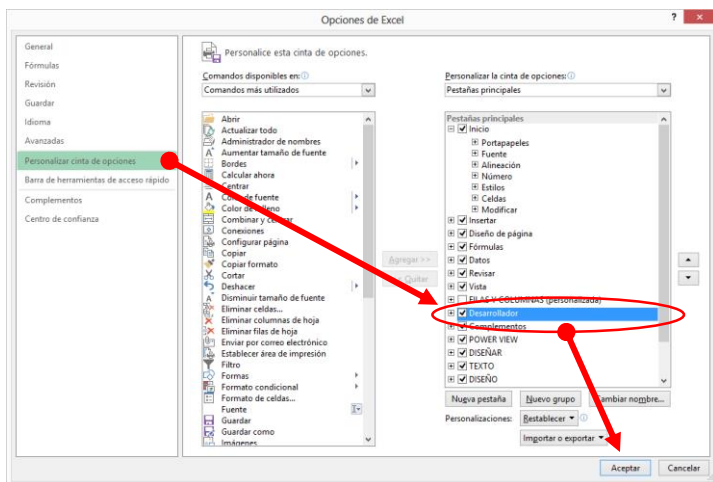 Opciones de Excel
?
General
Fórmulas
Revisión
Guardar
Idioma
Avanzadas
Personalizar cinta de opciones
Barra de herramientas de acceso rápido
Complementos
Centro de confianza
Personalice esta cinta de opciones.
Comandos disponibles en:
Comandos más utilizados
Abrir
Actualizar todo
Administrador de nombres
Aumentar tamaño de fuente
Bordes
Calcular ahora
Centrar
Color de fuente
Color de relleno
Combinar y centrar
Conexiones
Configurar página
Copiar
Copiar formato
Cortar
Deshacer
Disminuir tamaño de fuente
Eliminar celdas...
Eliminar columnas de hoja
Eliminar filas de hoja
Enviar por correo electrónico
Establecer área de impresión
Filtro
Formas
Formato condicional
Formato de celdas...
Fuente
Guardar
Guardar como
Imágenes
Agregar >>
<< Quitar
Personalizar la cinta de opciones:
Pestañas principales
Pestañas principales
Inicio
Portapapeles
Fuente
Alineación
Número
Estilos
Celdas
Modificar
Insertar
Diseño de página
Fórmulas
Datos
Revisar
Vista
FILAS Y COLUMNAS (personalizada)
Desarrollador
Complementos
POWER VIEW
DISEÑAR
TEXTO
DISEÑO
Nueva pestaña
Nuevo grupo
Cambiar nombre...
Personalizaciones:
Restablecer
Importar o exportar
Aceptar
Cancelar